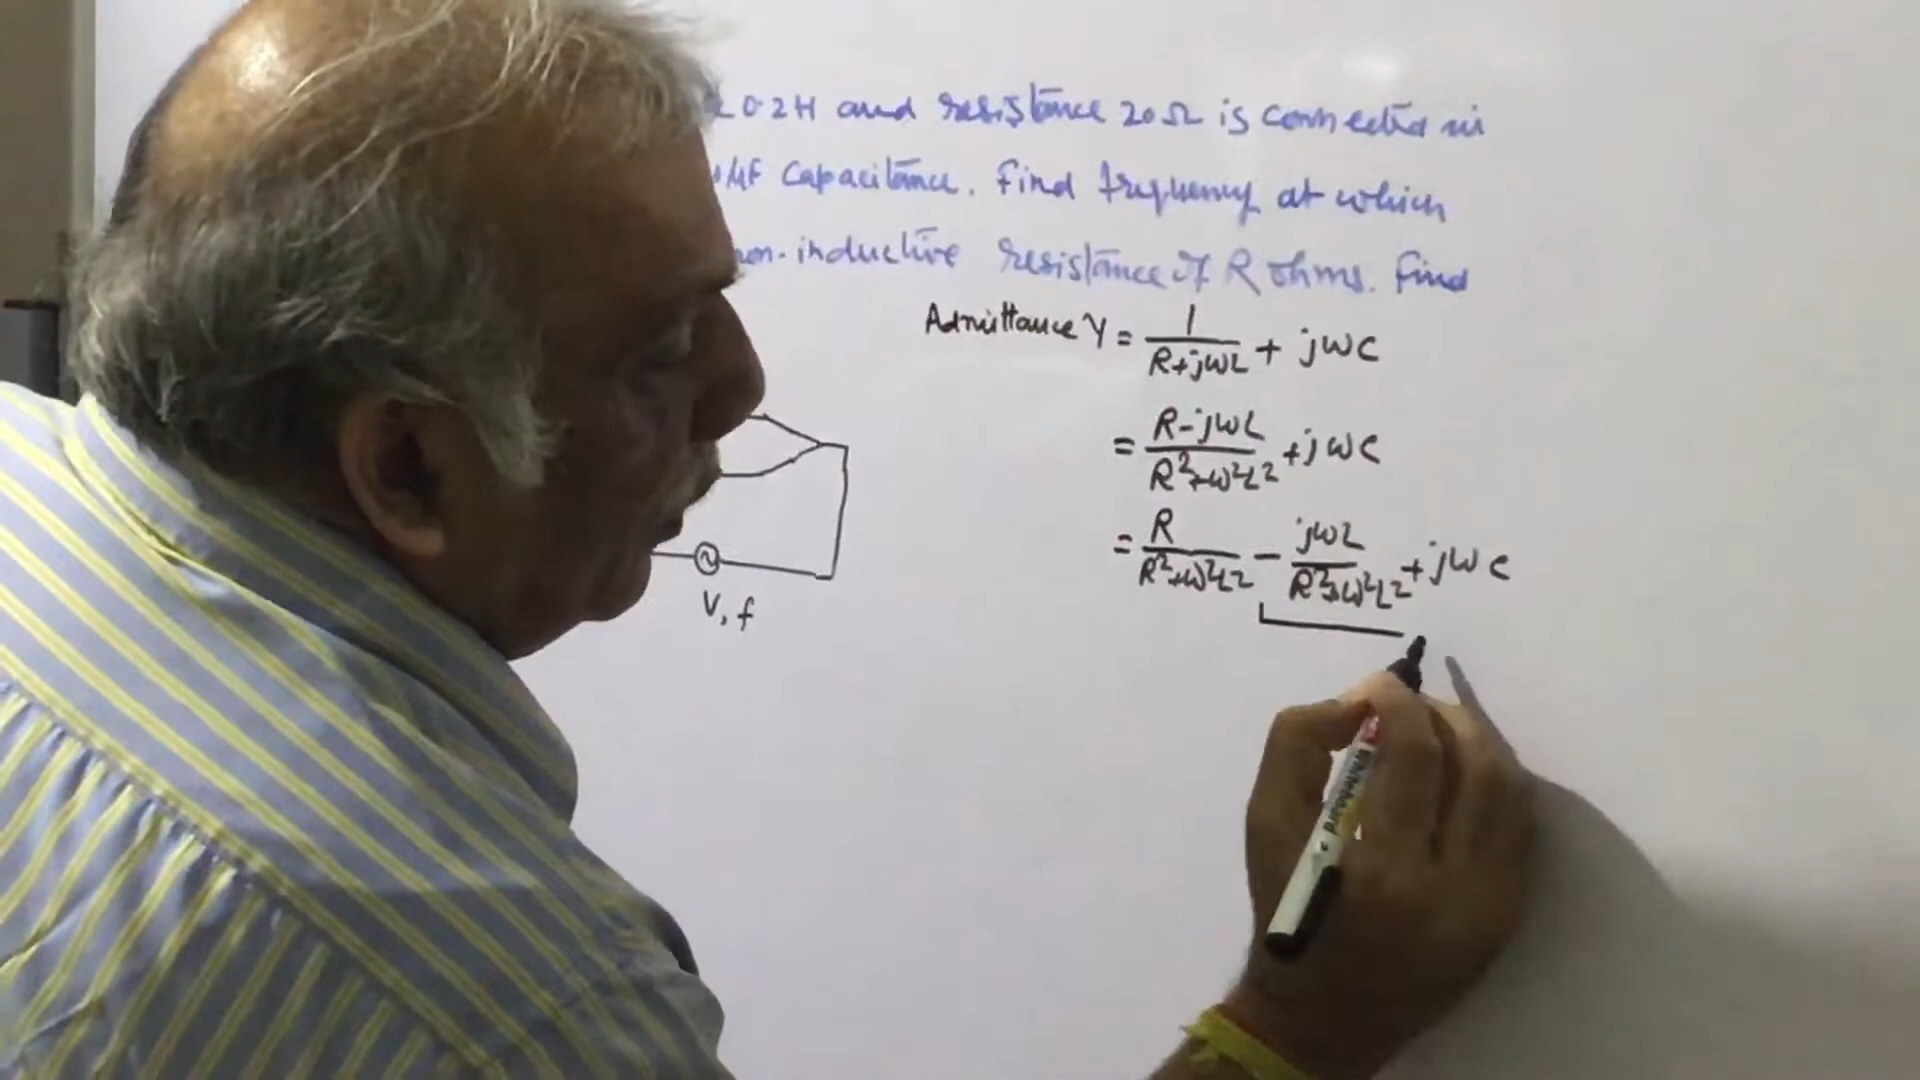 0.2H and resistance 20Ω is connected in
μF capacitance. Find frequency at which
non-inductive resistance of R ohms. Find
Admittance Y = 1/(R+jωL) + jωC
= (R-jωL)/(R²+ω²L²) + jωC
= R/(R²+ω²L²) - jωL/(R²+ω²L²) + jωC
V, f
Whiteboard